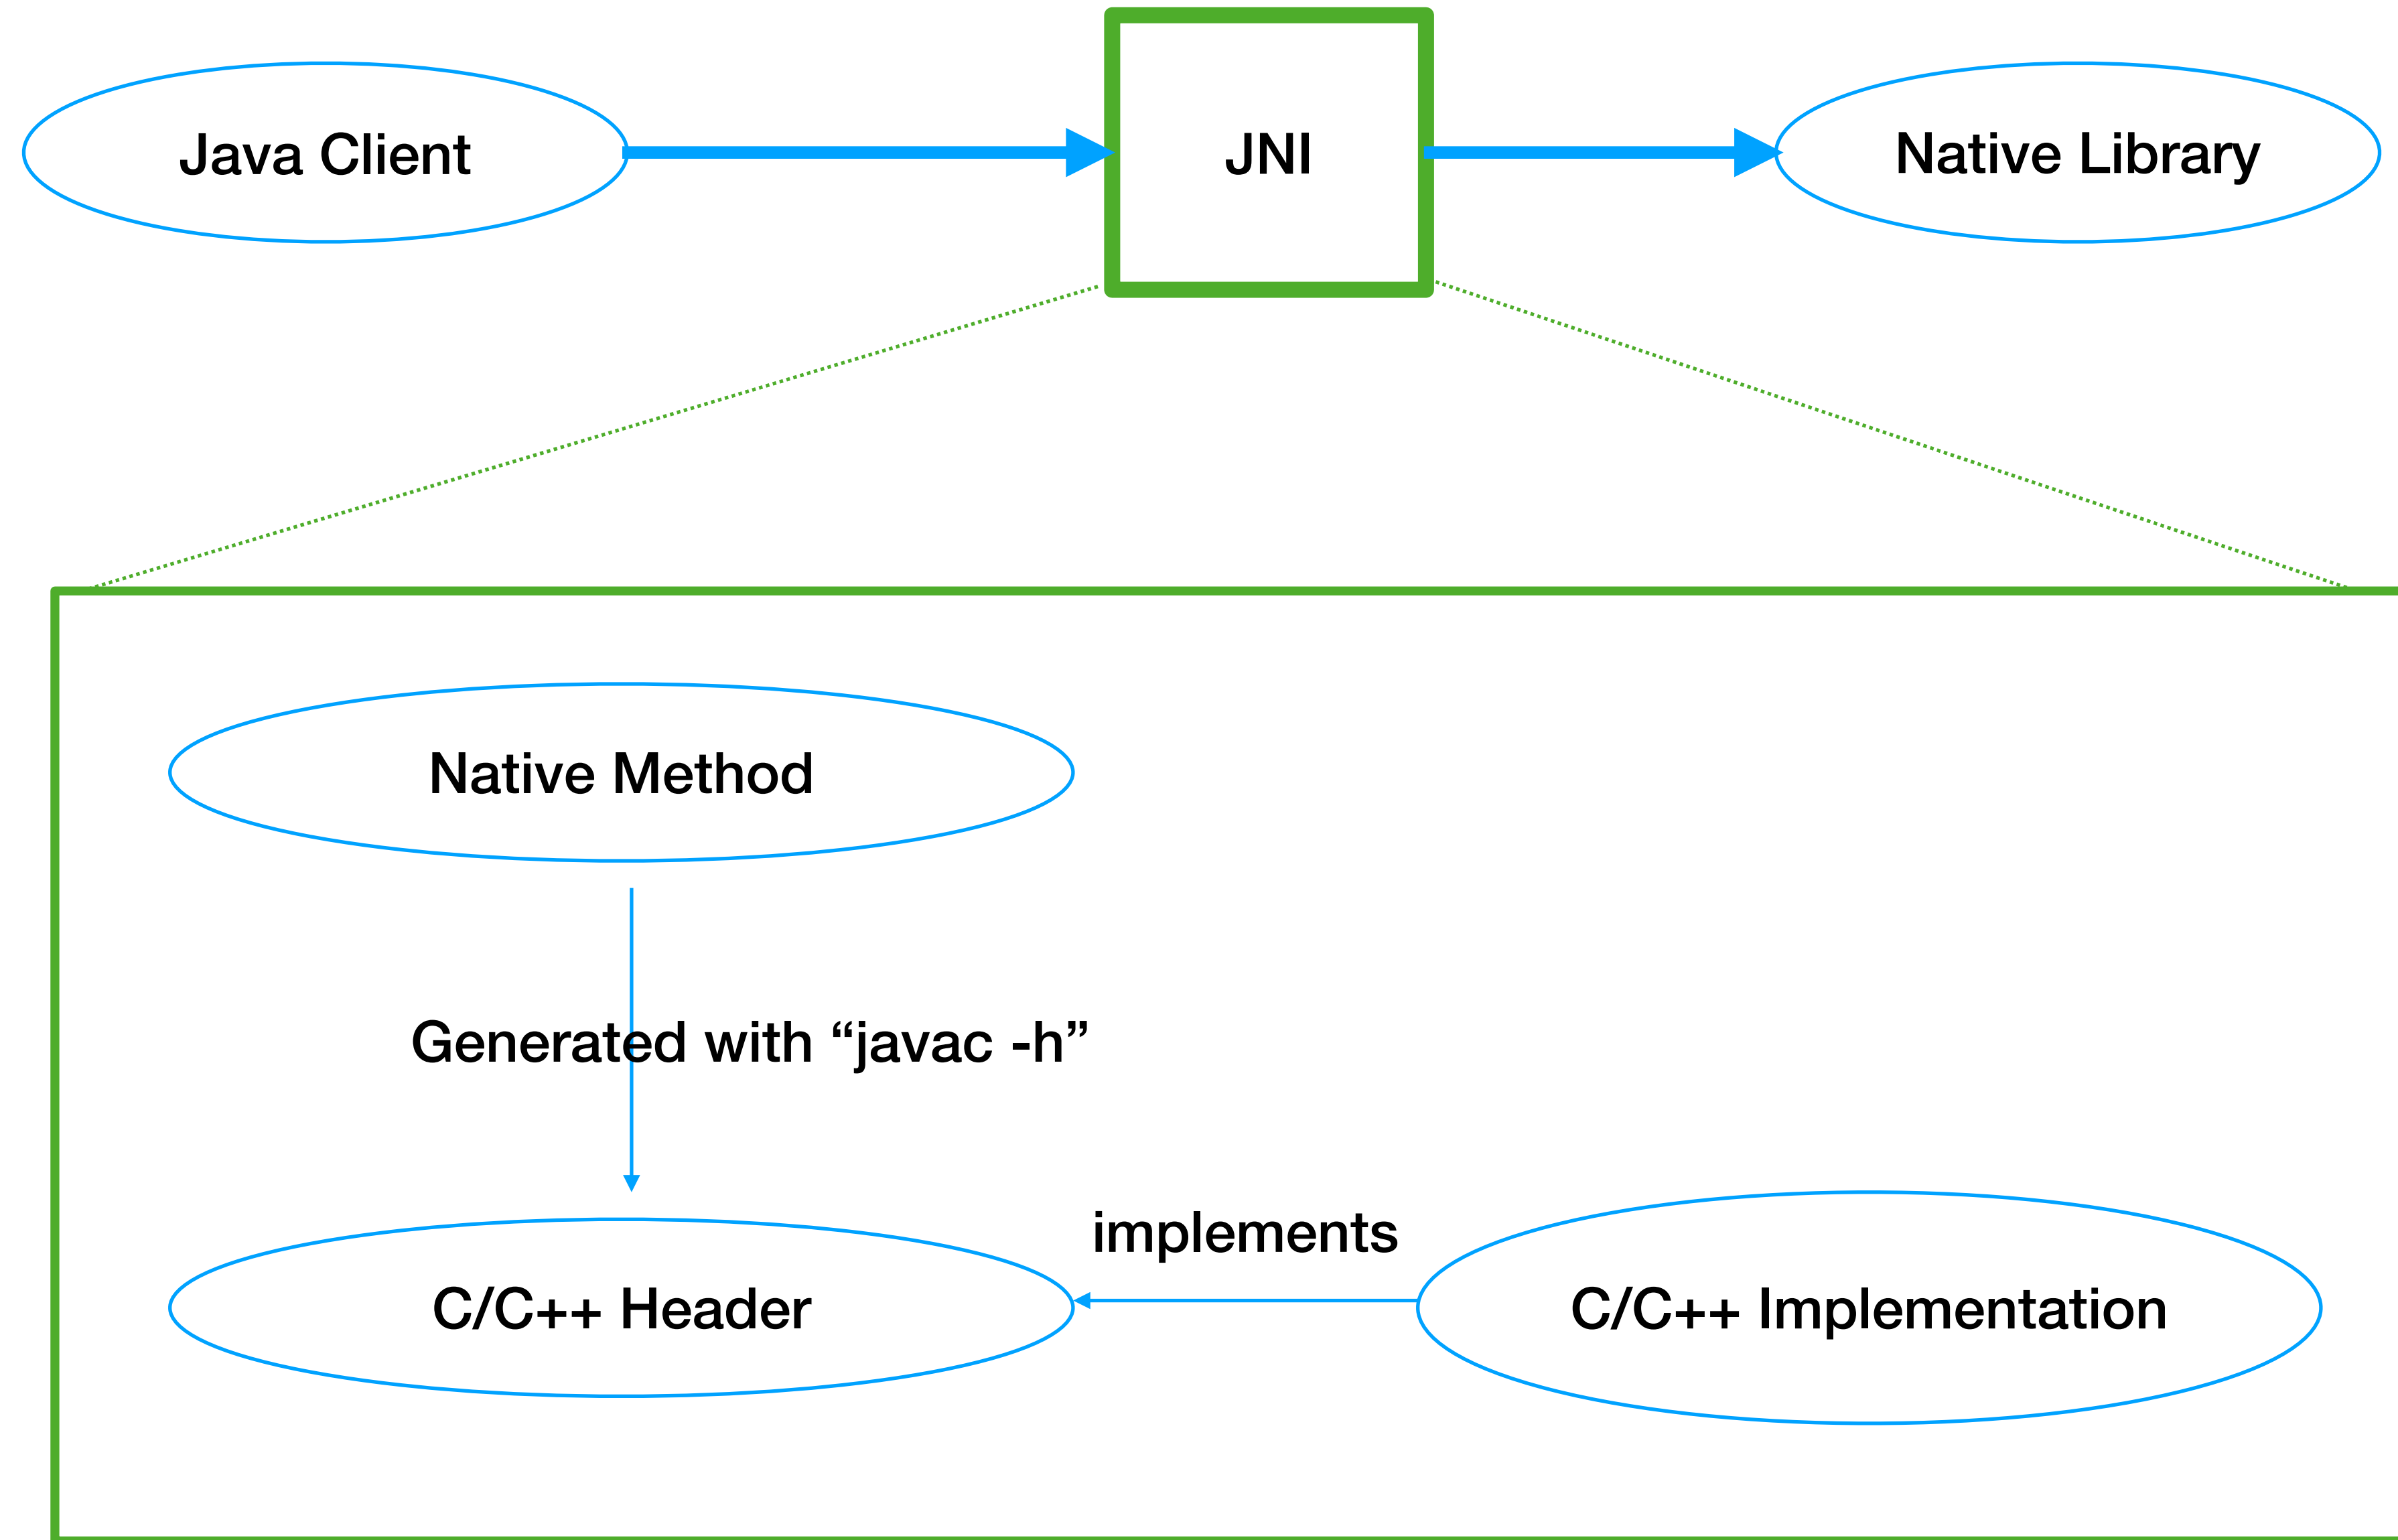 Java Client
JNI
Native Library
Native Method
Generated with “javac -h”
implements
C/C++ Header
C/C++ Implementation